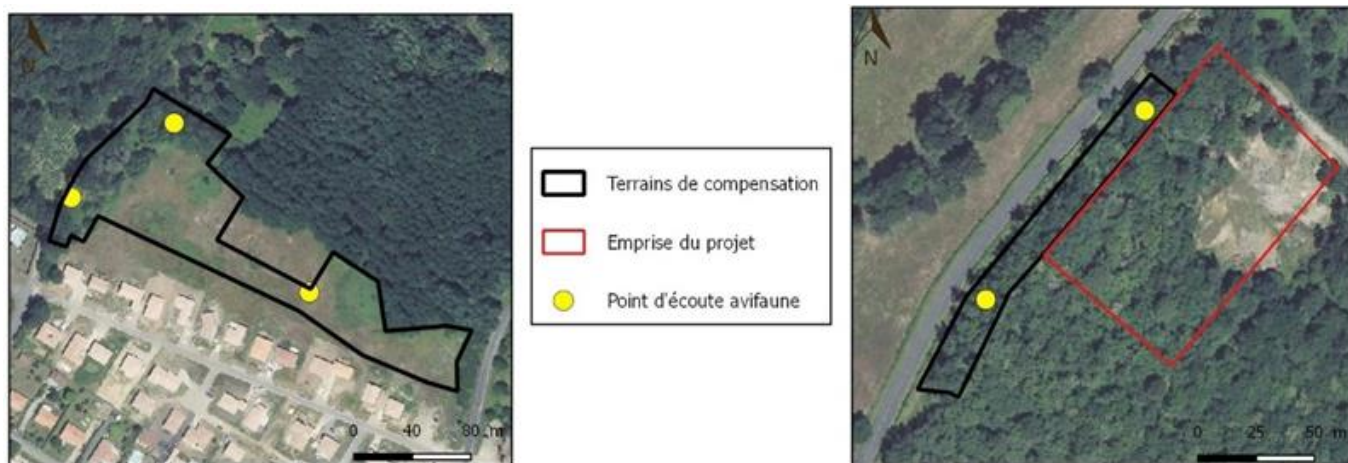 N
0 40 80 m
Terrains de compensation
Emprise du projet
Point d'écoute avifaune
N
0 25 50 m